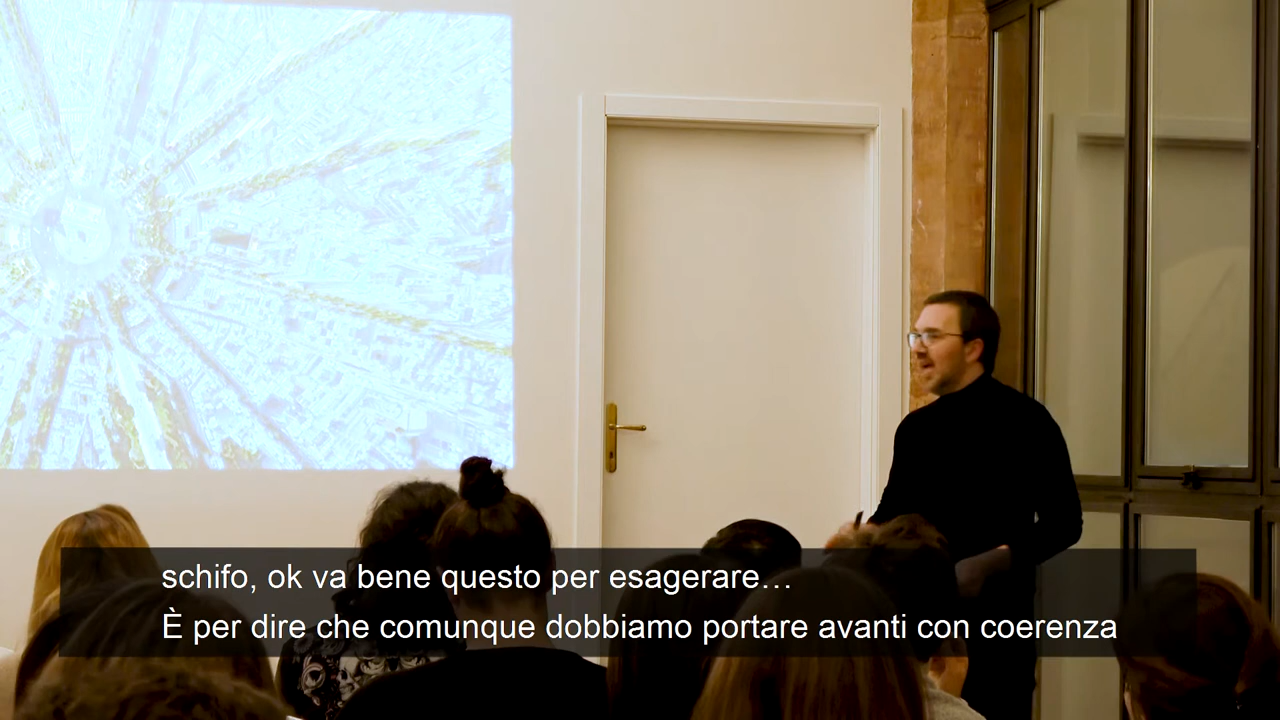 schifo, ok va bene questo per esagerare…
È per dire che comunque dobbiamo portare avanti con coerenza